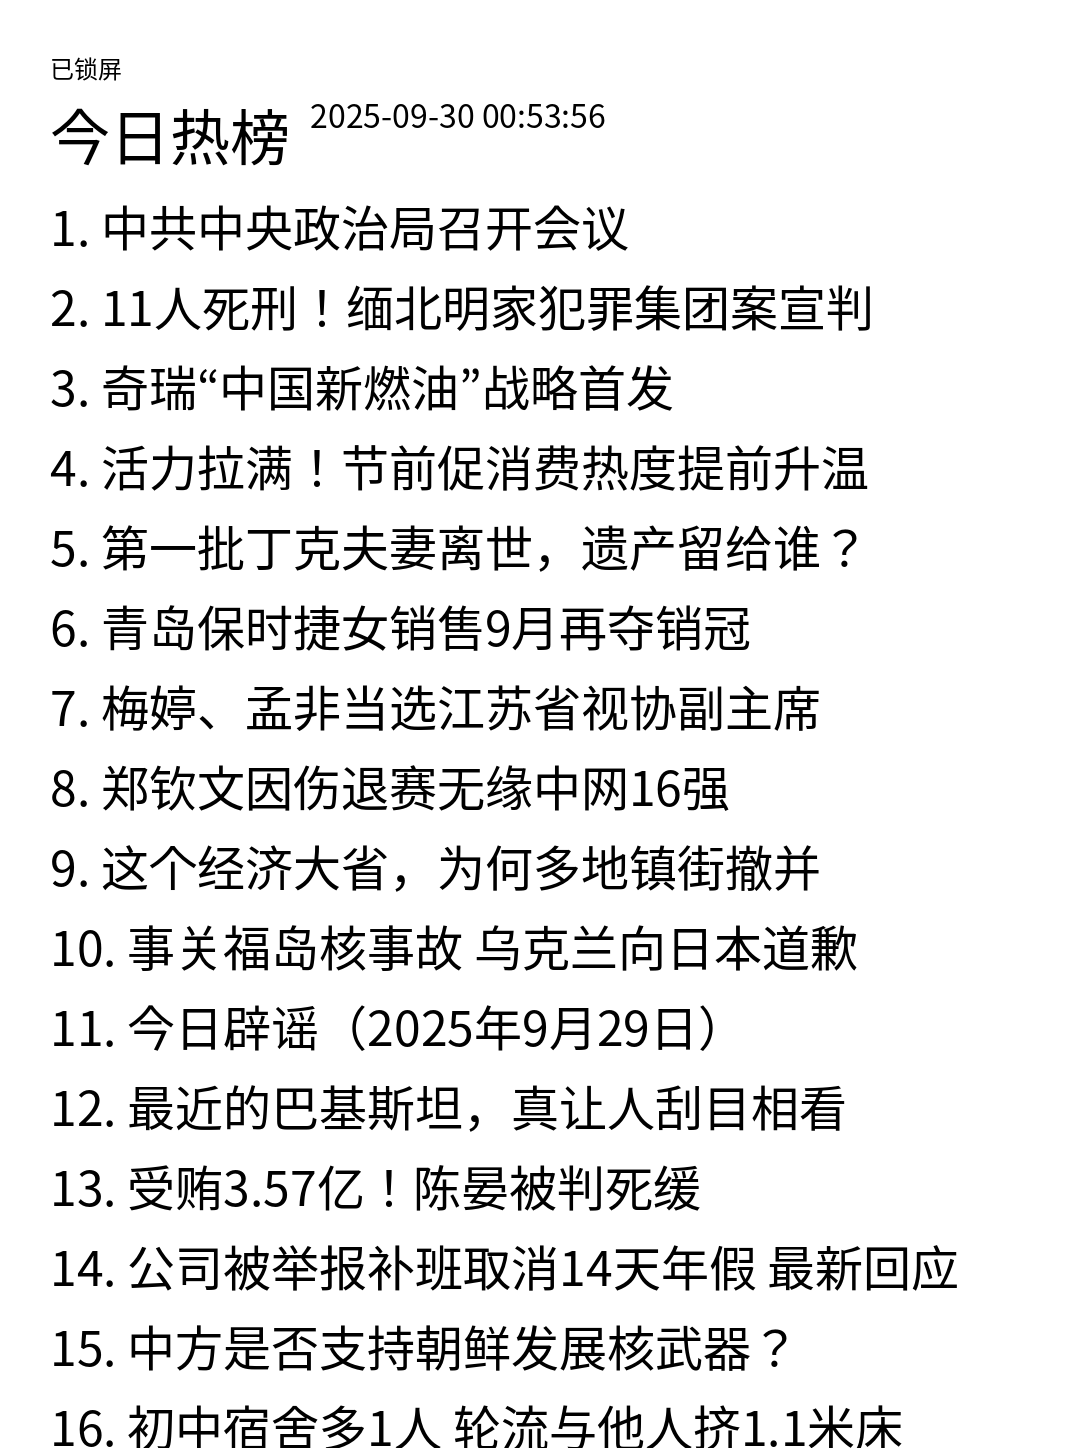 已锁屏
今日热榜 2025-09-30 00:53:56
1. 中共中央政治局召开会议
2. 11人死刑！缅北明家犯罪集团案宣判
3. 奇瑞“中国新燃油”战略首发
4. 活力拉满！节前促消费热度提前升温
5. 第一批丁克夫妻离世，遗产留给谁？
6. 青岛保时捷女销售9月再夺销冠
7. 梅婷、孟非当选江苏省视协副主席
8. 郑钦文因伤退赛无缘中网16强
9. 这个经济大省，为何多地镇街撤并
10. 事关福岛核事故 乌克兰向日本道歉
11. 今日辟谣（2025年9月29日）
12. 最近的巴基斯坦，真让人刮目相看
13. 受贿3.57亿！陈晏被判死缓
14. 公司被举报补班取消14天年假 最新回应
15. 中方是否支持朝鲜发展核武器？
16. 初中宿舍多1人 轮流与他人挤1.1米床